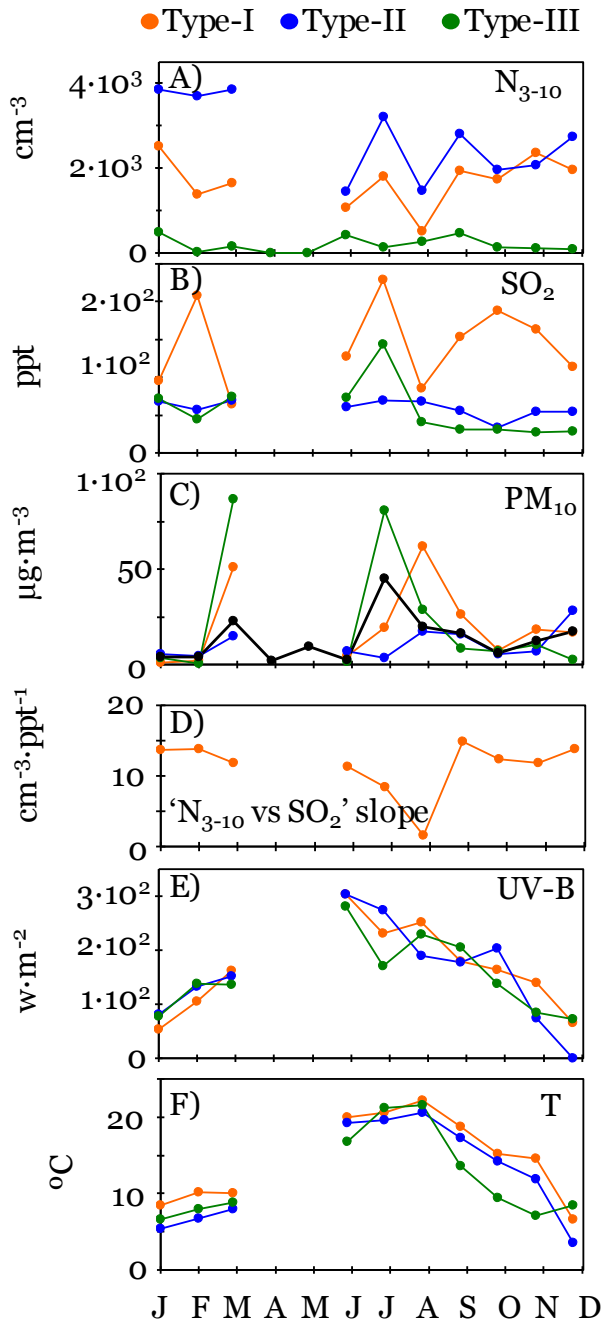 Type-I Type-II Type-III
A) N3-10
4·10³
2·10³
0
cm⁻³
B) SO₂
2·10²
1·10²
0
ppt
C) PM₁₀
1·10²
50
0
µg·m⁻³
D)
20
10
0
cm⁻³·ppt⁻¹
'N3-10 vs SO₂' slope
E) UV-B
3·10²
2·10²
1·10²
0
w·m⁻²
F) T
20
10
0
ºC
J F M A M J J A S O N D